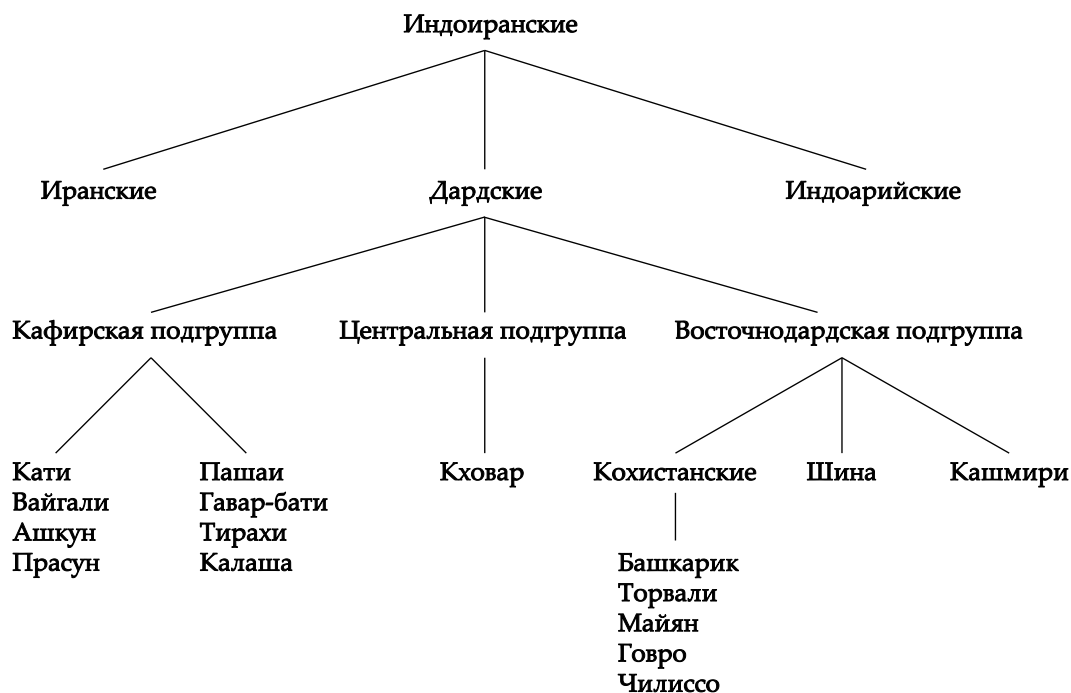 Индоиранские
Иранские
Дардские
Индоарийские
Кафирская подгруппа
Центральная подгруппа
Восточнодардская подгруппа
Кати
Вайгали
Ашкун
Прасун
Пашаи
Гавар-бати
Тирахи
Калаша
Кховар
Кохистанские
Шина
Кашмири
Башкарик
Торвали
Майян
Говро
Чилиссо